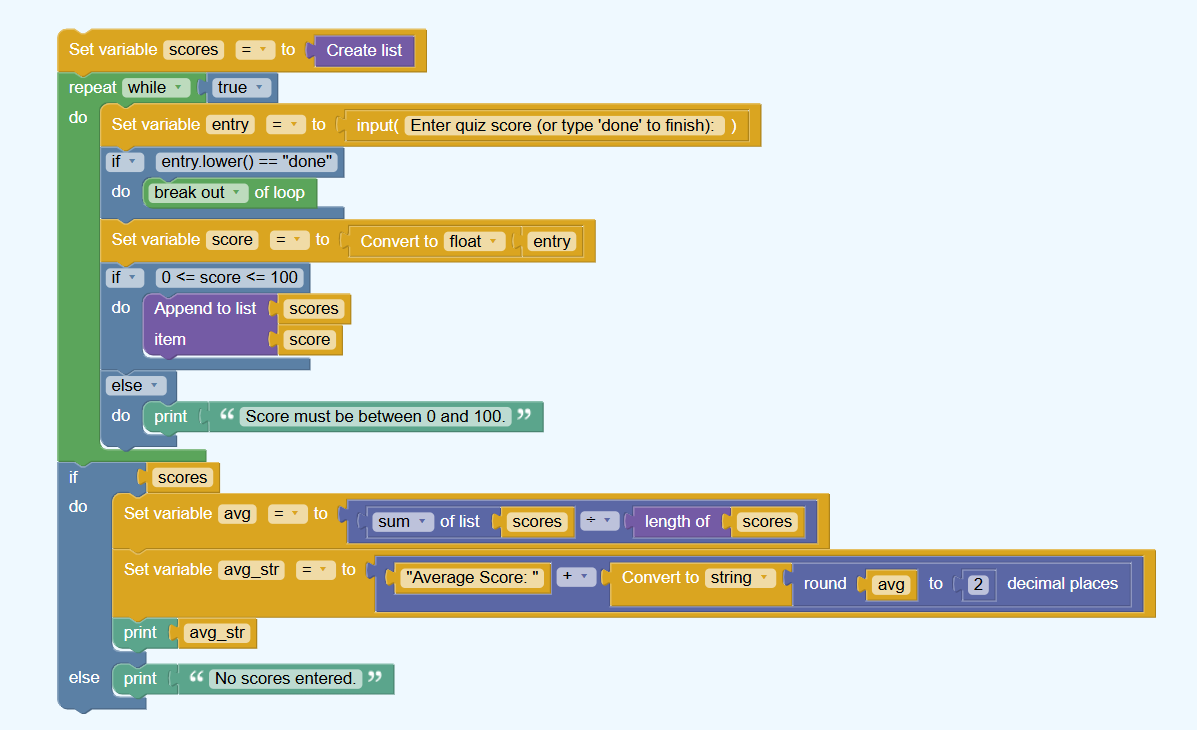 Set variable scores = to Create list
repeat while true
do
Set variable entry = to input( Enter quiz score (or type 'done' to finish): )
if entry.lower() == "done"
do break out of loop
Set variable score = to Convert to float entry
if 0 <= score <= 100
do Append to list scores
item score
else
do print “ Score must be between 0 and 100. ”
if scores
do
Set variable avg = to sum of list scores ÷ length of scores
Set variable avg_str = to "Average Score: " + Convert to string round avg to 2 decimal places
print avg_str
else print “ No scores entered. ”